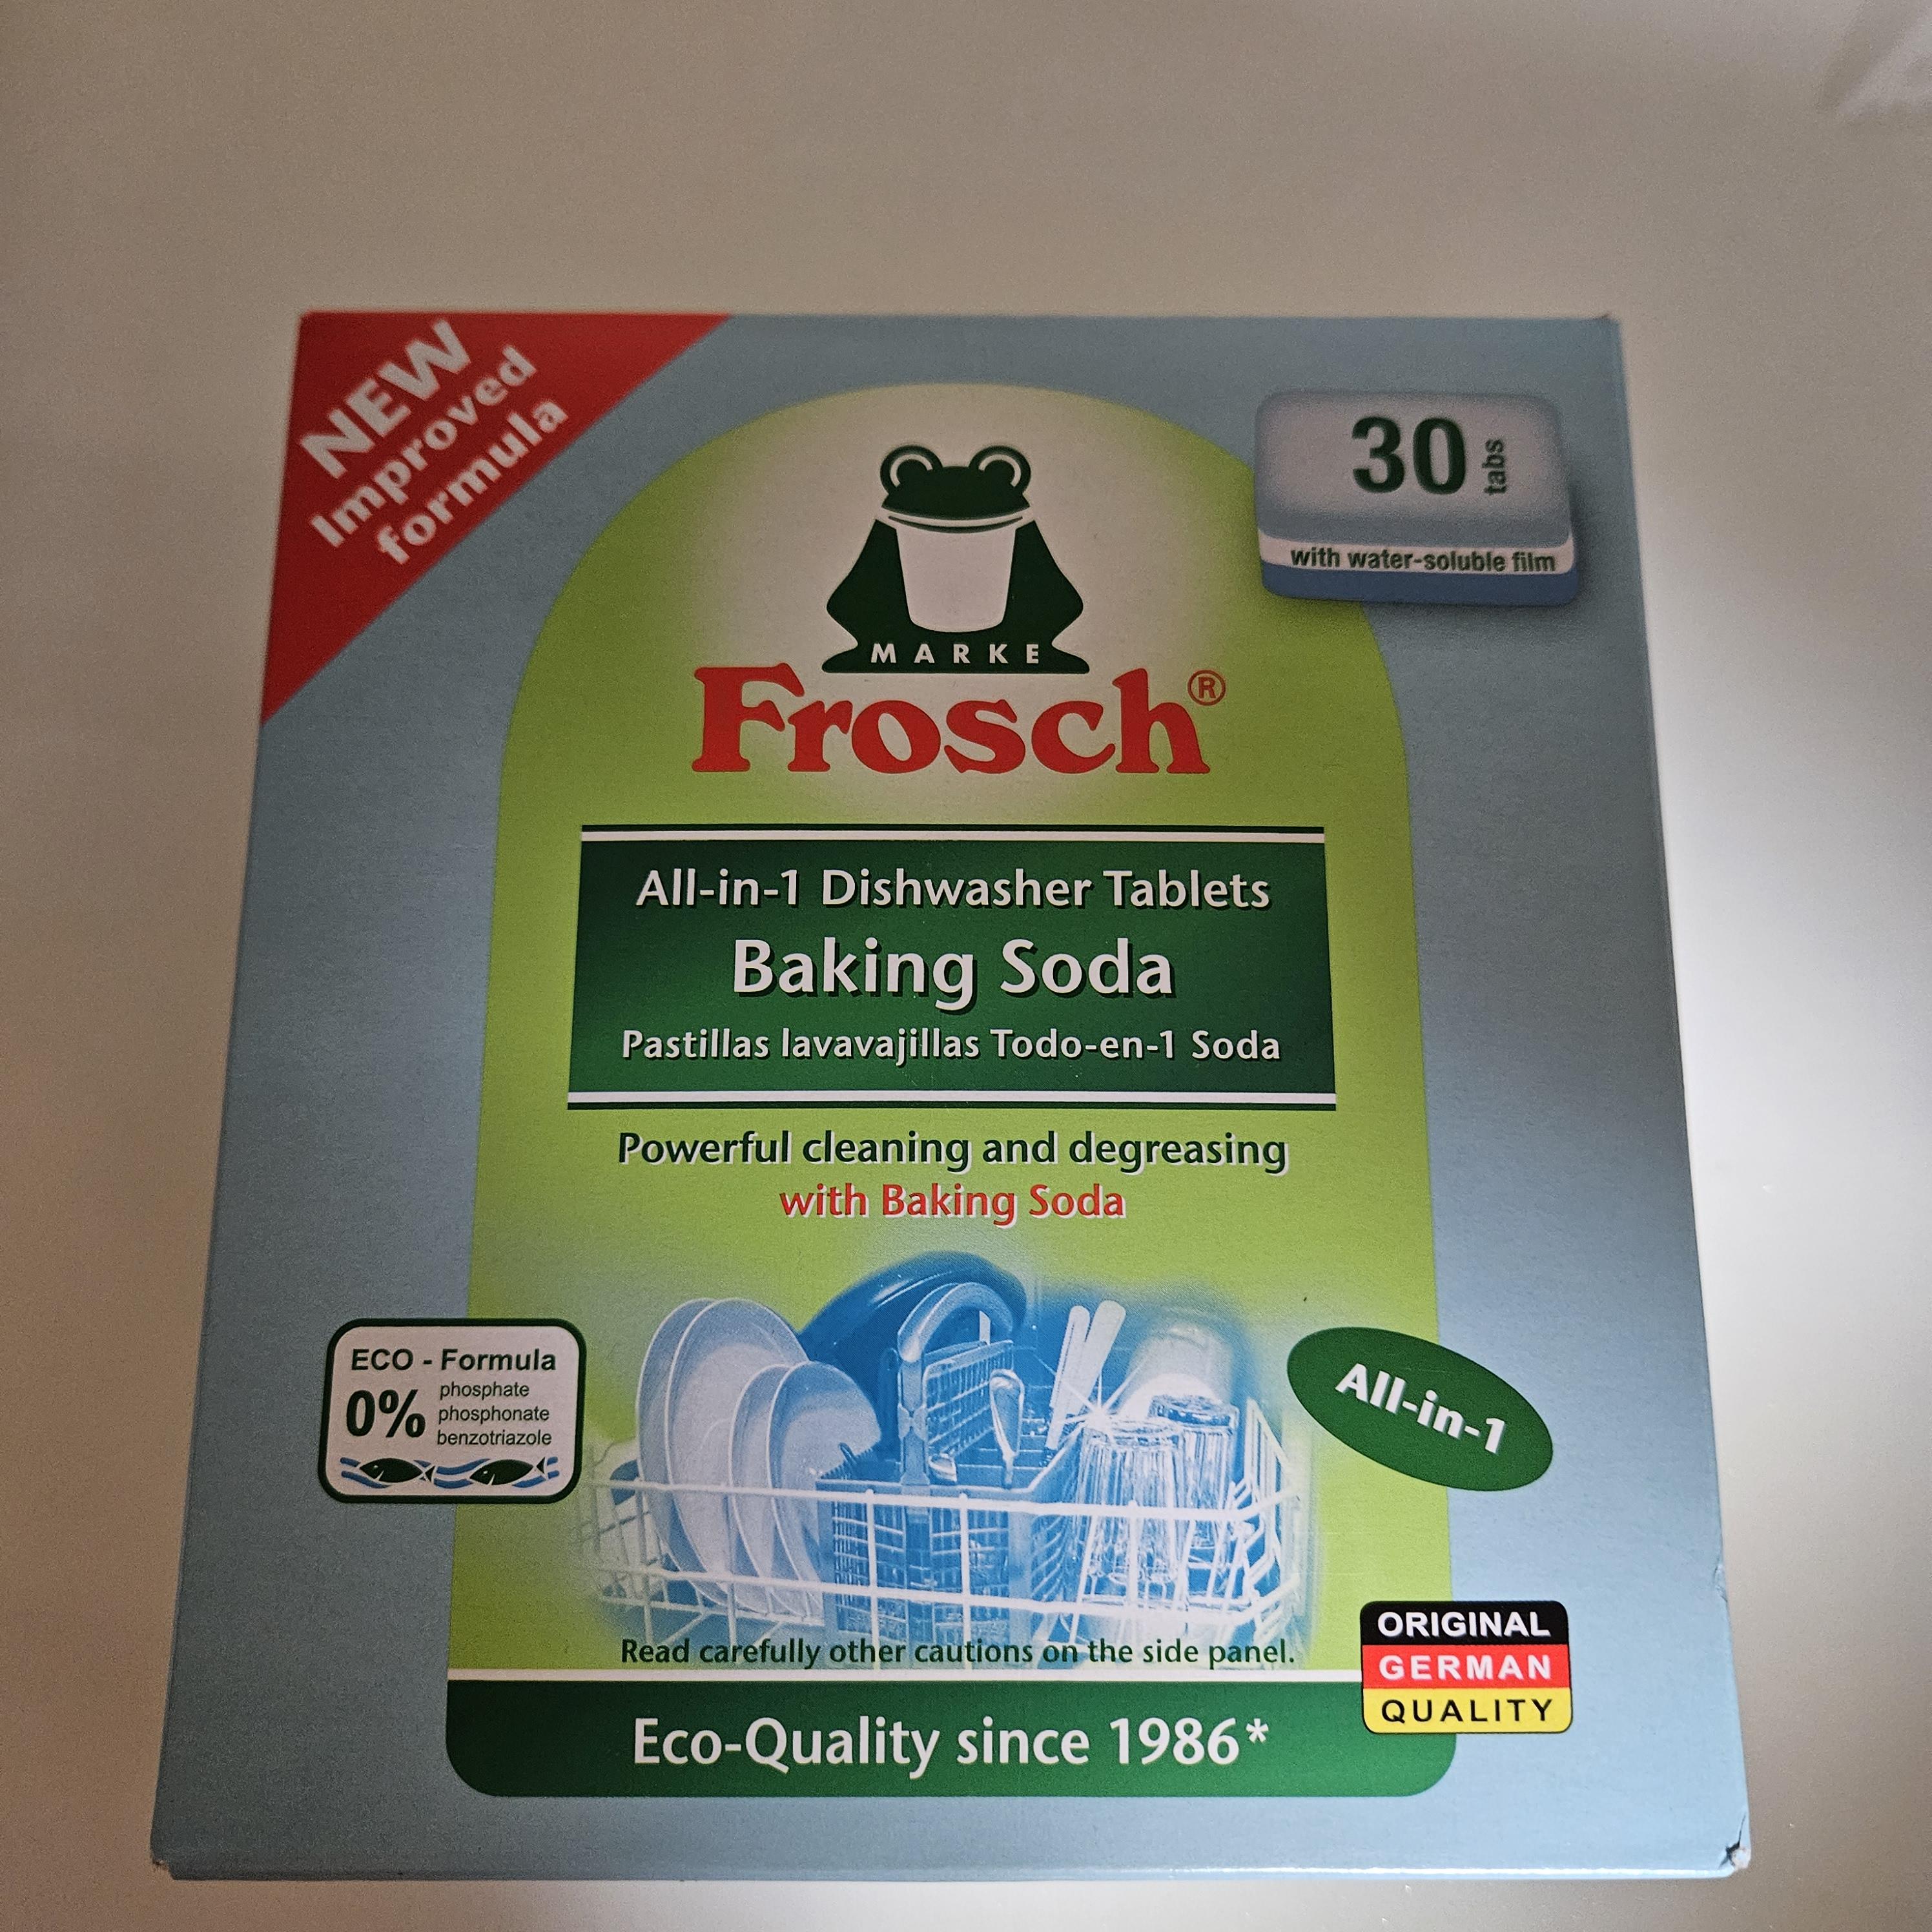 NEW
Improved
formula
30 tabs
with water-soluble film
MARKE
Frosch®
All-in-1 Dishwasher Tablets
Baking Soda
Pastillas lavavajillas Todo-en-1 Soda
Powerful cleaning and degreasing
with Baking Soda
ECO - Formula
0% phosphate
phosphonate
benzotriazole
All-in-1
Read carefully other cautions on the side panel.
ORIGINAL
GERMAN
QUALITY
Eco-Quality since 1986*